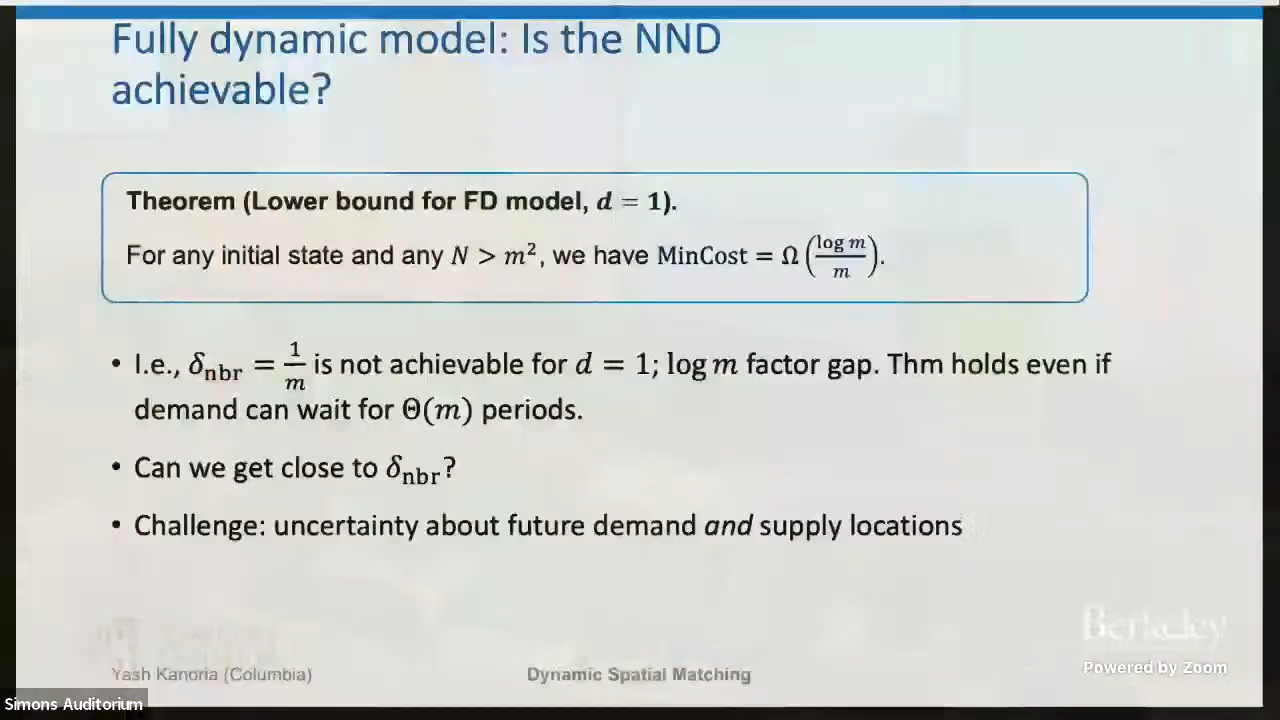 Fully dynamic model: Is the NND
achievable?
Theorem (Lower bound for FD model, d = 1).
For any initial state and any N > m², we have MinCost = Ω(log m / m).
• I.e., δ_nbr = 1/m is not achievable for d = 1; log m factor gap. Thm holds even if
demand can wait for Θ(m) periods.
• Can we get close to δ_nbr?
• Challenge: uncertainty about future demand and supply locations
Berkeley
Powered by Zoom
Yash Kanoria (Columbia)
Dynamic Spatial Matching
Simons Auditorium